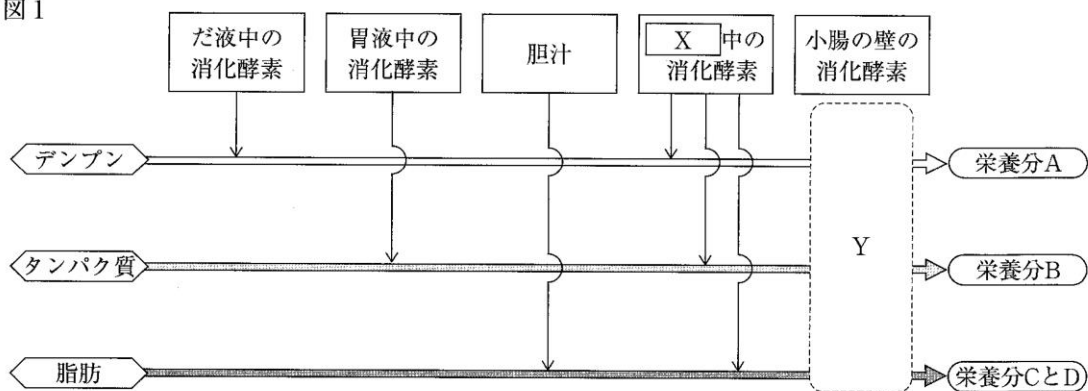 図1
だ液中の
消化酵素
胃液中の
消化酵素
胆汁
X 中の
消化酵素
小腸の壁の
消化酵素
デンプン
栄養分A
タンパク質
Y
栄養分B
脂肪
栄養分CとD